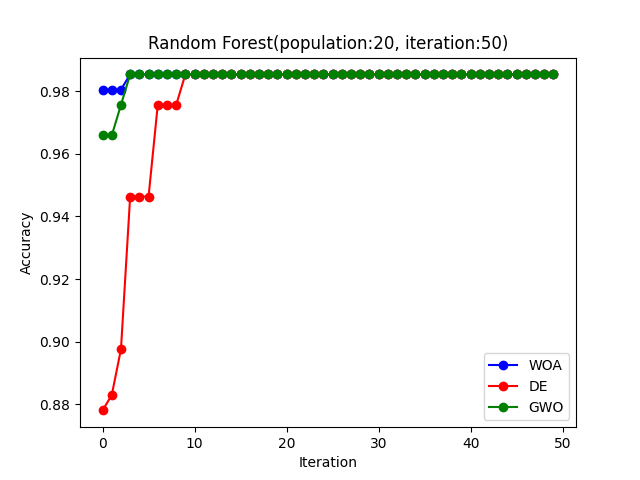 Random Forest(population:20, iteration:50)
Accuracy
0.98
0.96
0.94
0.92
0.90
0.88
0 10 20 30 40 50
Iteration
WOA
DE
GWO